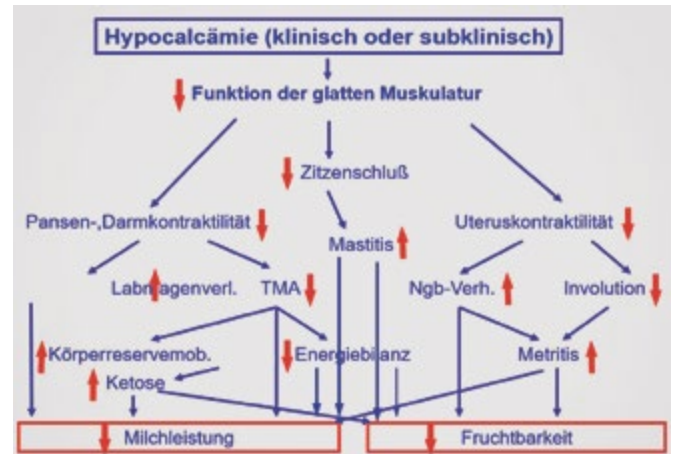 Hypocalcämie (klinisch oder subklinisch)
Funktion der glatten Muskulatur
Zitzenschluß
Pansen-,Darmkontraktilität
Uteruskontraktilität
Mastitis
Labmagenverl.
TMA
Ngb-Verh.
Involution
Körperreservemob.
Energiebilanz
Metritis
Ketose
Milchleistung
Fruchtbarkeit